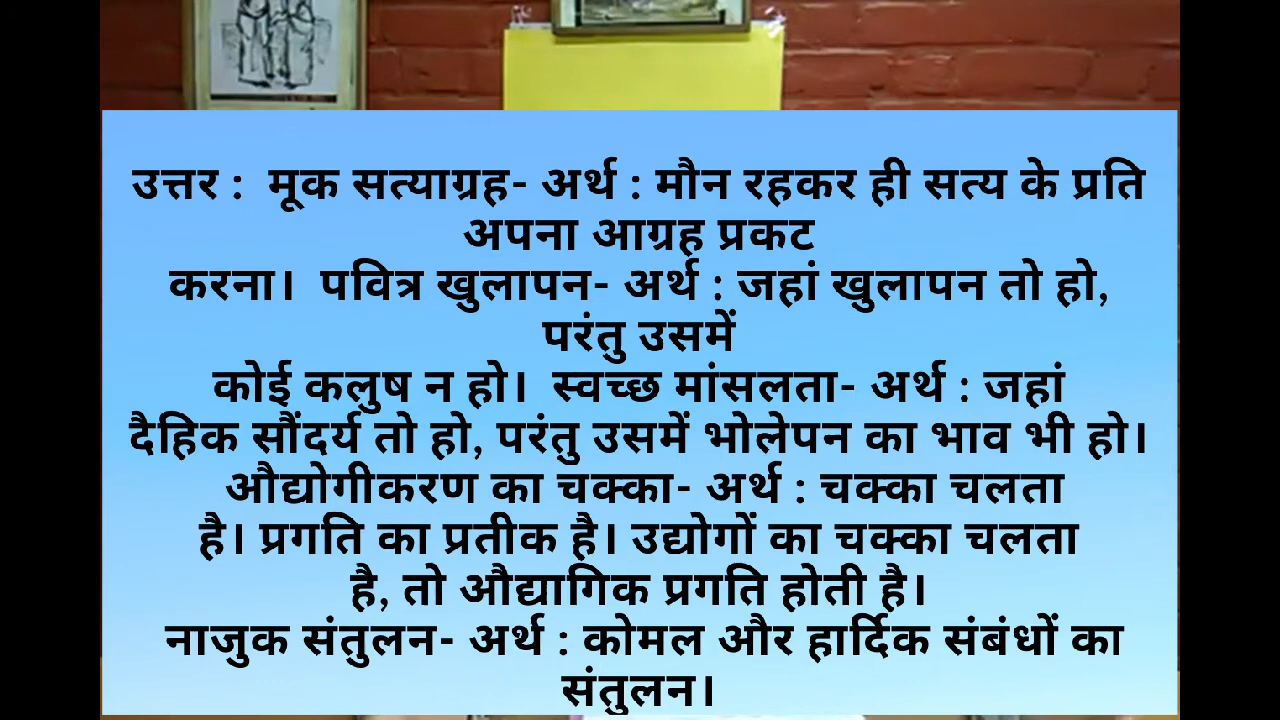 उत्तर :  मूक सत्याग्रह- अर्थ : मौन रहकर ही सत्य के प्रति
अपना आग्रह प्रकट
करना।  पवित्र खुलापन- अर्थ : जहां खुलापन तो हो,
परंतु उसमें
कोई कलुष न हो।  स्वच्छ मांसलता- अर्थ : जहां
दैहिक सौंदर्य तो हो, परंतु उसमें भोलेपन का भाव भी हो।
औद्योगीकरण का चक्का- अर्थ : चक्का चलता
है। प्रगति का प्रतीक है। उद्योगों का चक्का चलता
है, तो औद्यागिक प्रगति होती है।
नाजुक संतुलन- अर्थ : कोमल और हार्दिक संबंधों का
संतुलन।